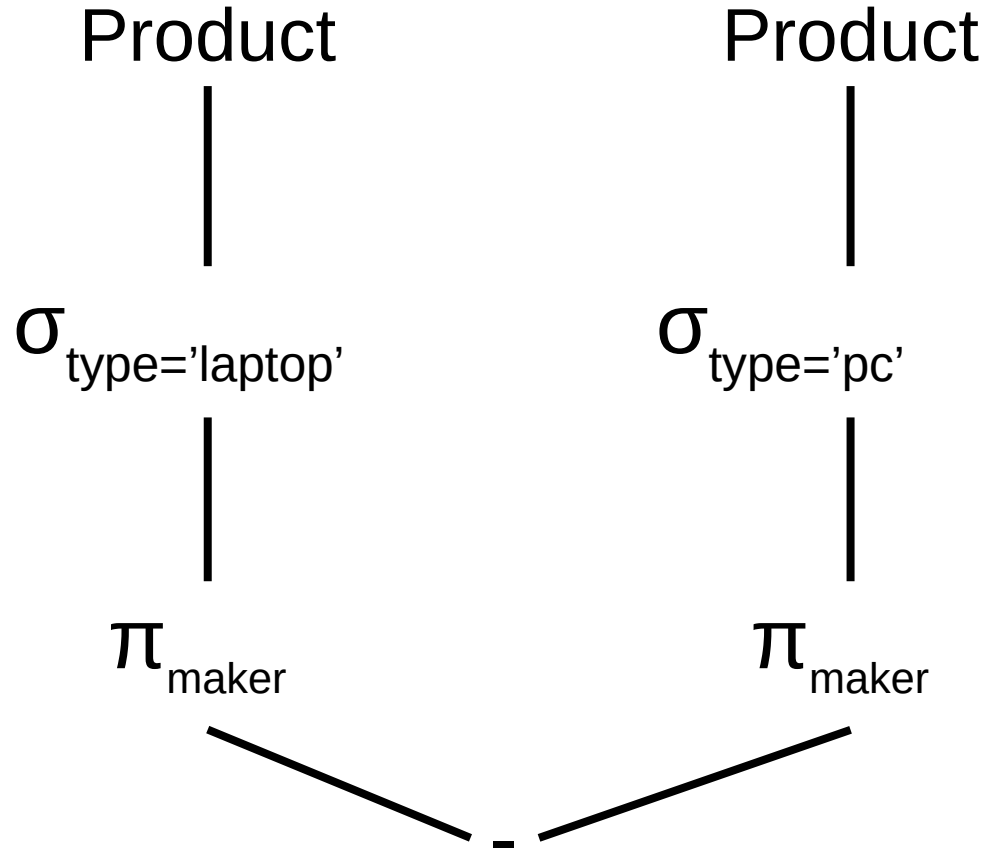 Product Product
σtype=’laptop’ σtype=’pc’
πmaker πmaker
-